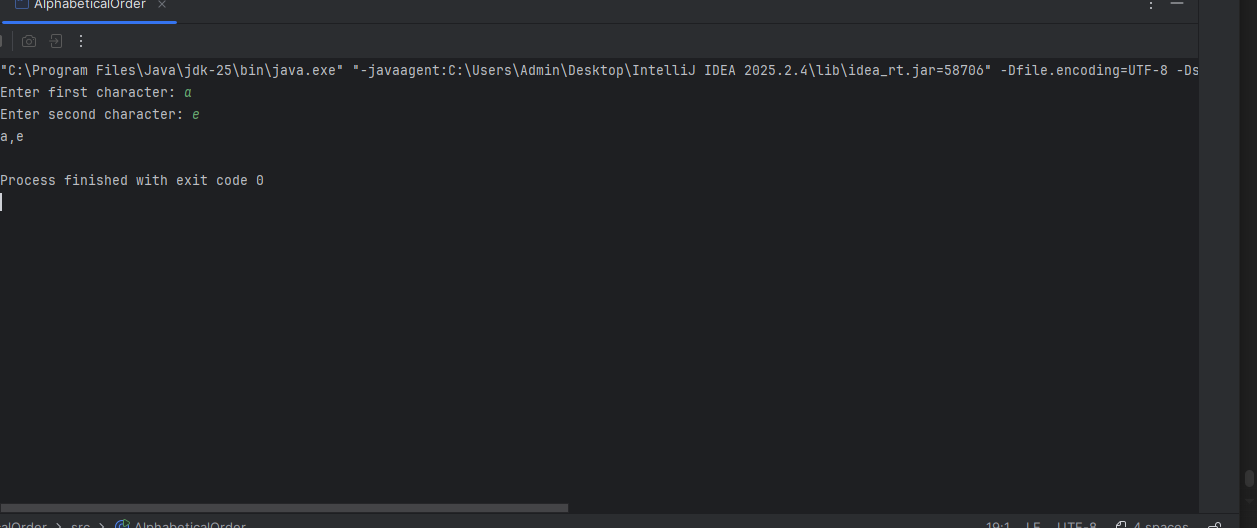 AlphabeticalOrder
"C:\Program Files\Java\jdk-25\bin\java.exe" "-javaagent:C:\Users\Admin\Desktop\IntelliJ IDEA 2025.2.4\lib\idea_rt.jar=58706" -Dfile.encoding=UTF-8 -Ds
Enter first character: a
Enter second character: e
a,e
Process finished with exit code 0
alOrder > src > AlphabeticalOrder 19:1 LF UTF-8 4 spaces